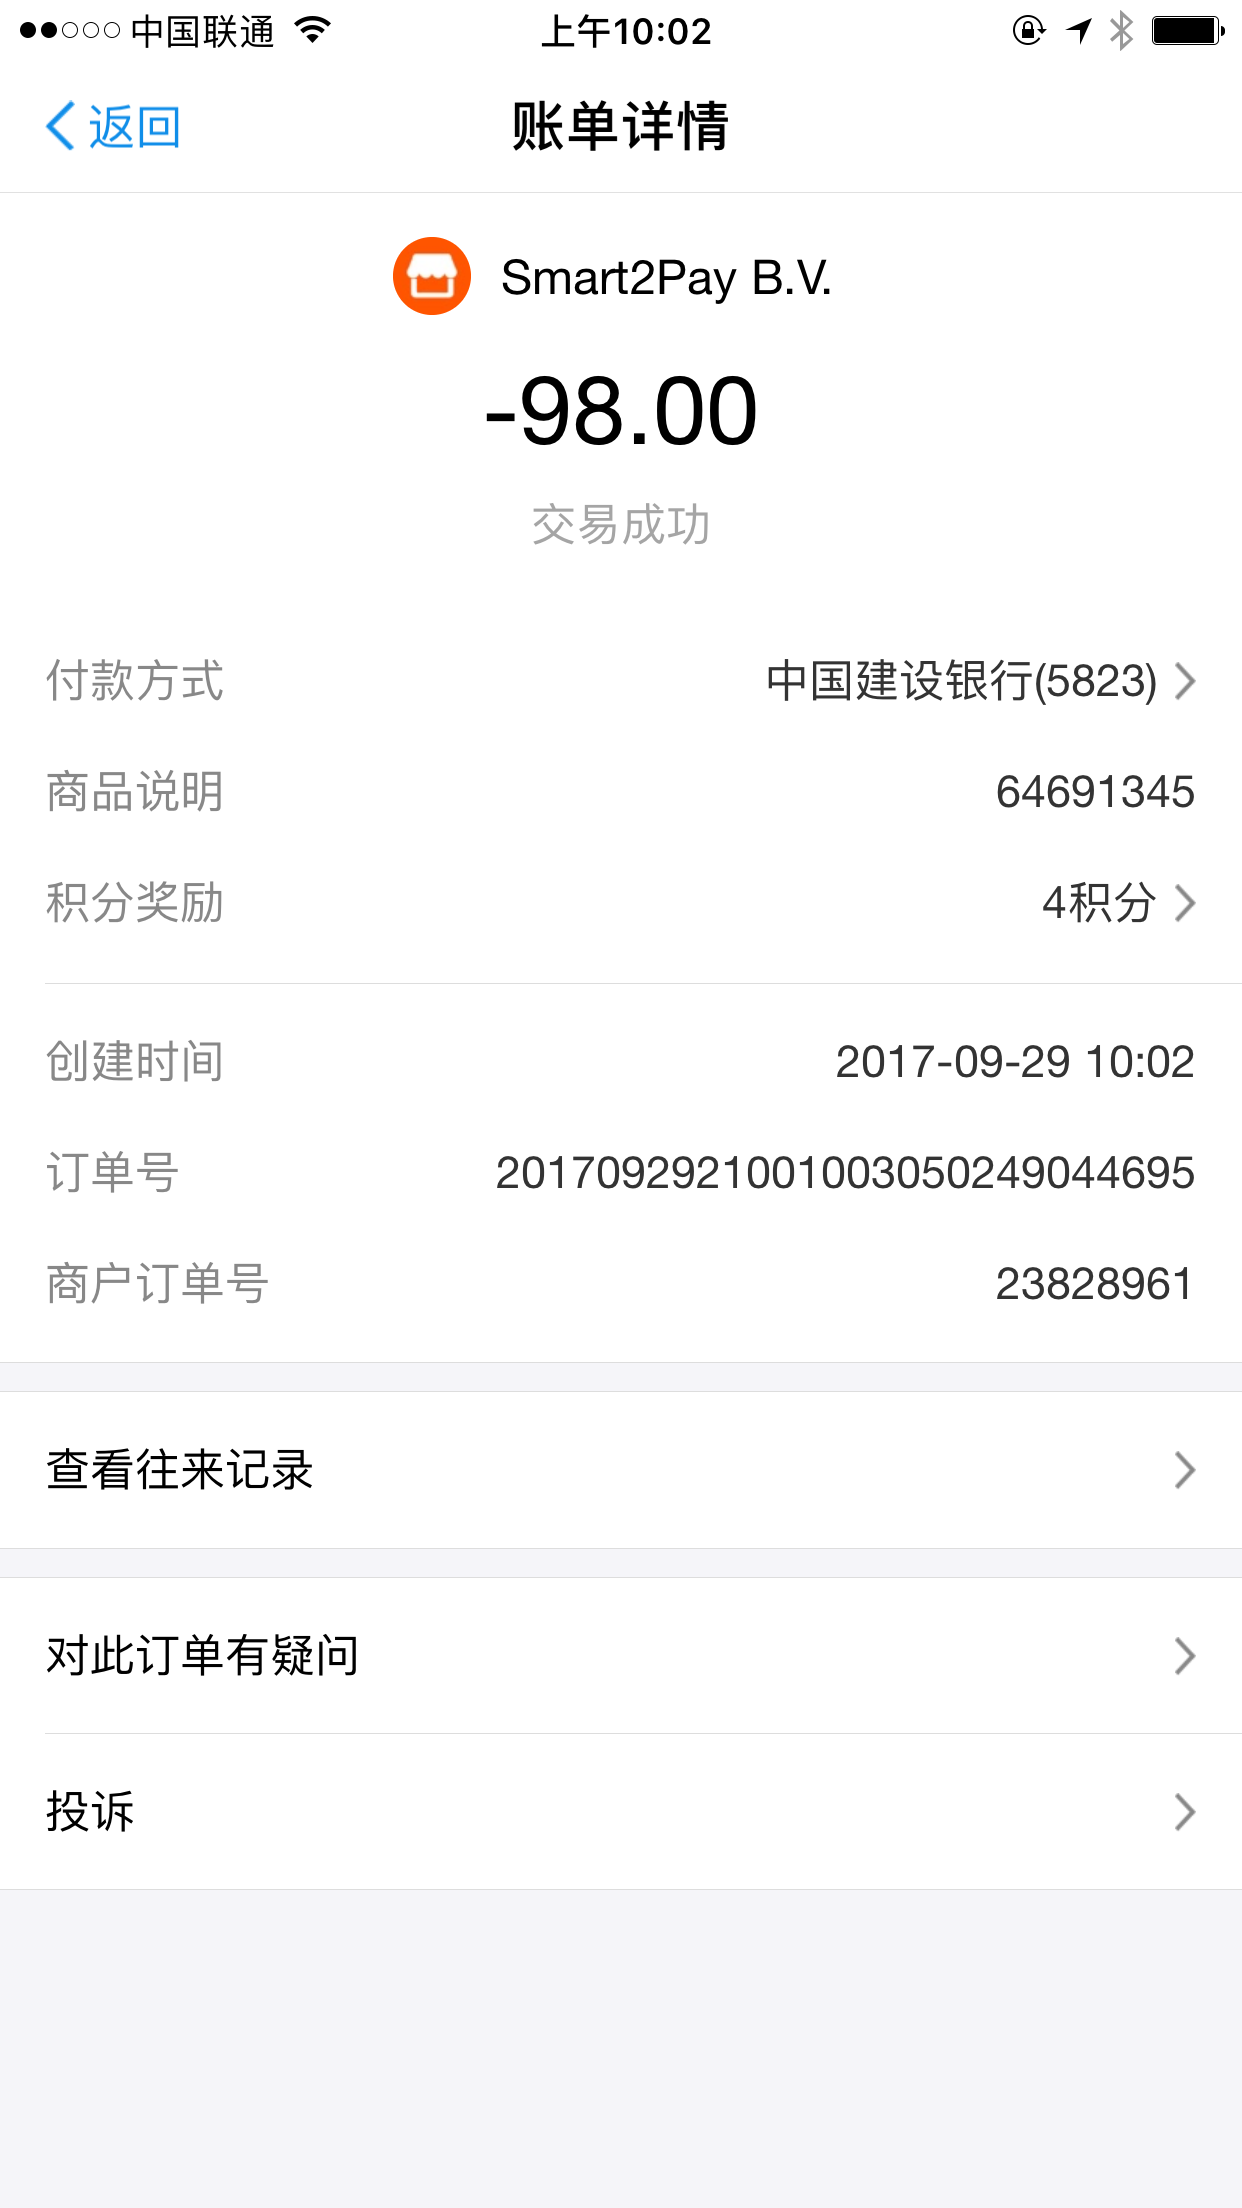 中国联通 上午10:02
返回 账单详情
Smart2Pay B.V.
-98.00
交易成功
付款方式 中国建设银行(5823)
商品说明 64691345
积分奖励 4积分
创建时间 2017-09-29 10:02
订单号 2017092921001003050249044695
商户订单号 23828961
查看往来记录
对此订单有疑问
投诉